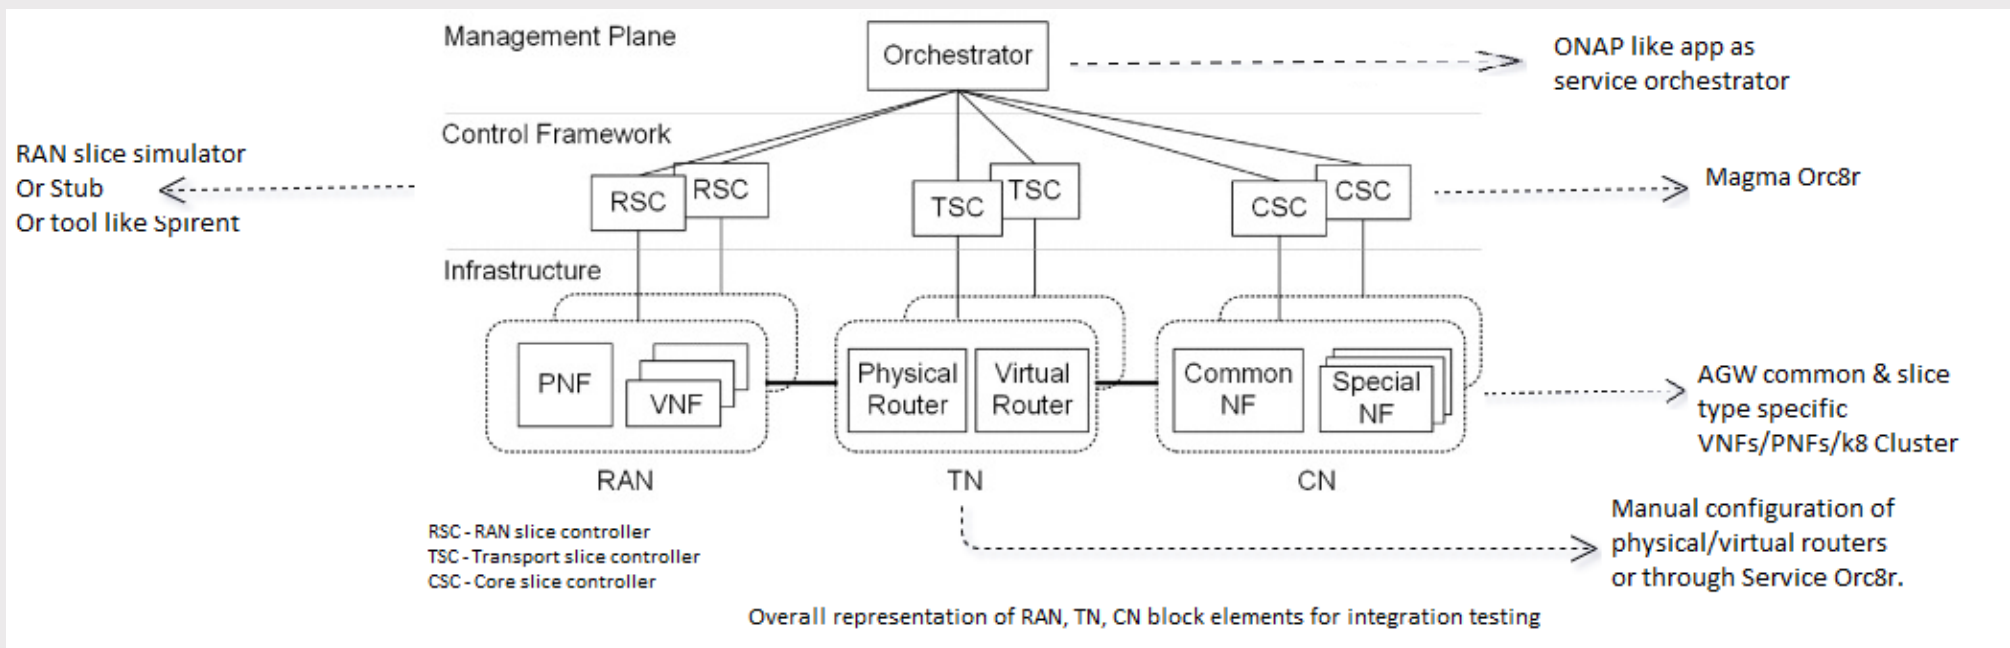 Management Plane
Orchestrator
ONAP like app as
service orchestrator
Control Framework
RAN slice simulator
Or Stub
Or tool like Spirent
RSC
RSC
TSC
TSC
CSC
CSC
Magma Orc8r
Infrastructure
PNF
VNF
Physical
Router
Virtual
Router
Common
NF
Special
NF
AGW common & slice
type specific
VNFs/PNFs/k8 Cluster
RAN
TN
CN
RSC - RAN slice controller
TSC - Transport slice controller
CSC - Core slice controller
Manual configuration of
physical/virtual routers
or through Service Orc8r.
Overall representation of RAN, TN, CN block elements for integration testing